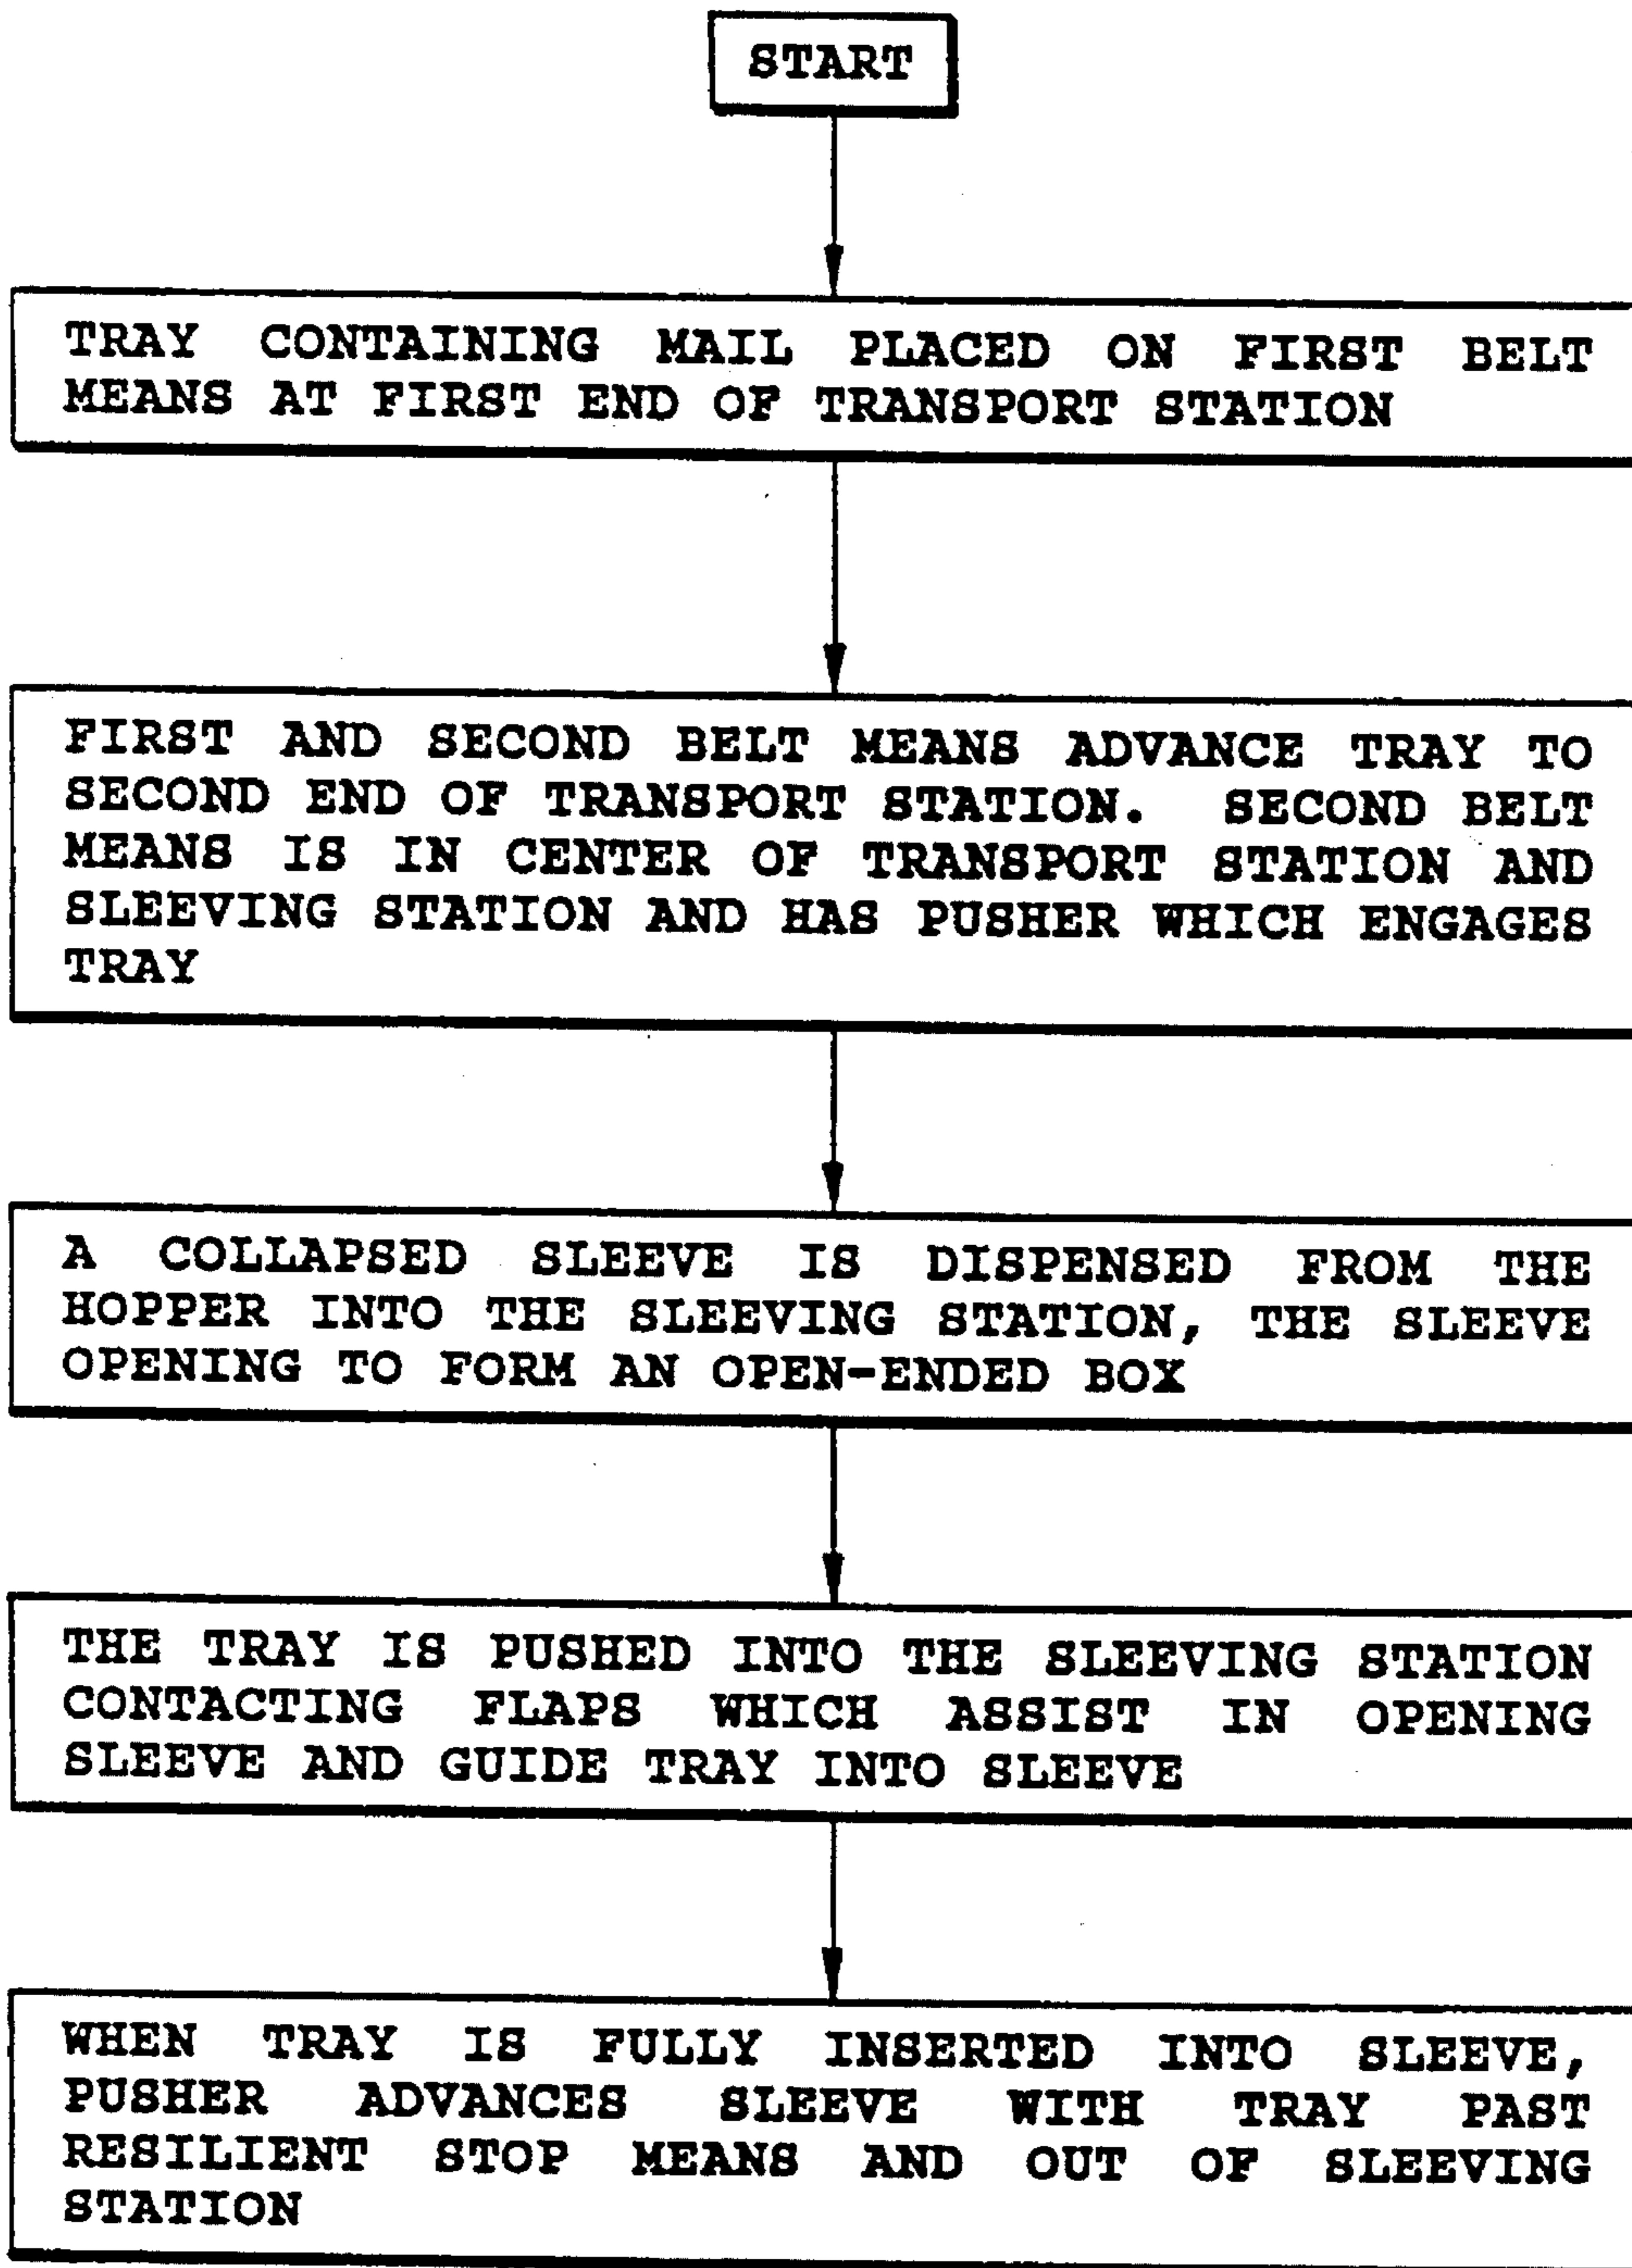 START
TRAY CONTAINING MAIL PLACED ON FIRST BELT
MEANS AT FIRST END OF TRANSPORT STATION
FIRST AND SECOND BELT MEANS ADVANCE TRAY TO
SECOND END OF TRANSPORT STATION. SECOND BELT
MEANS IS IN CENTER OF TRANSPORT STATION AND
SLEEVING STATION AND HAS PUSHER WHICH ENGAGES
TRAY
A COLLAPSED SLEEVE IS DISPENSED FROM THE
HOPPER INTO THE SLEEVING STATION, THE SLEEVE
OPENING TO FORM AN OPEN-ENDED BOX
THE TRAY IS PUSHED INTO THE SLEEVING STATION
CONTACTING FLAPS WHICH ASSIST IN OPENING
SLEEVE AND GUIDE TRAY INTO SLEEVE
WHEN TRAY IS FULLY INSERTED INTO SLEEVE,
PUSHER ADVANCES SLEEVE WITH TRAY PAST
RESILIENT STOP MEANS AND OUT OF SLEEVING
STATION